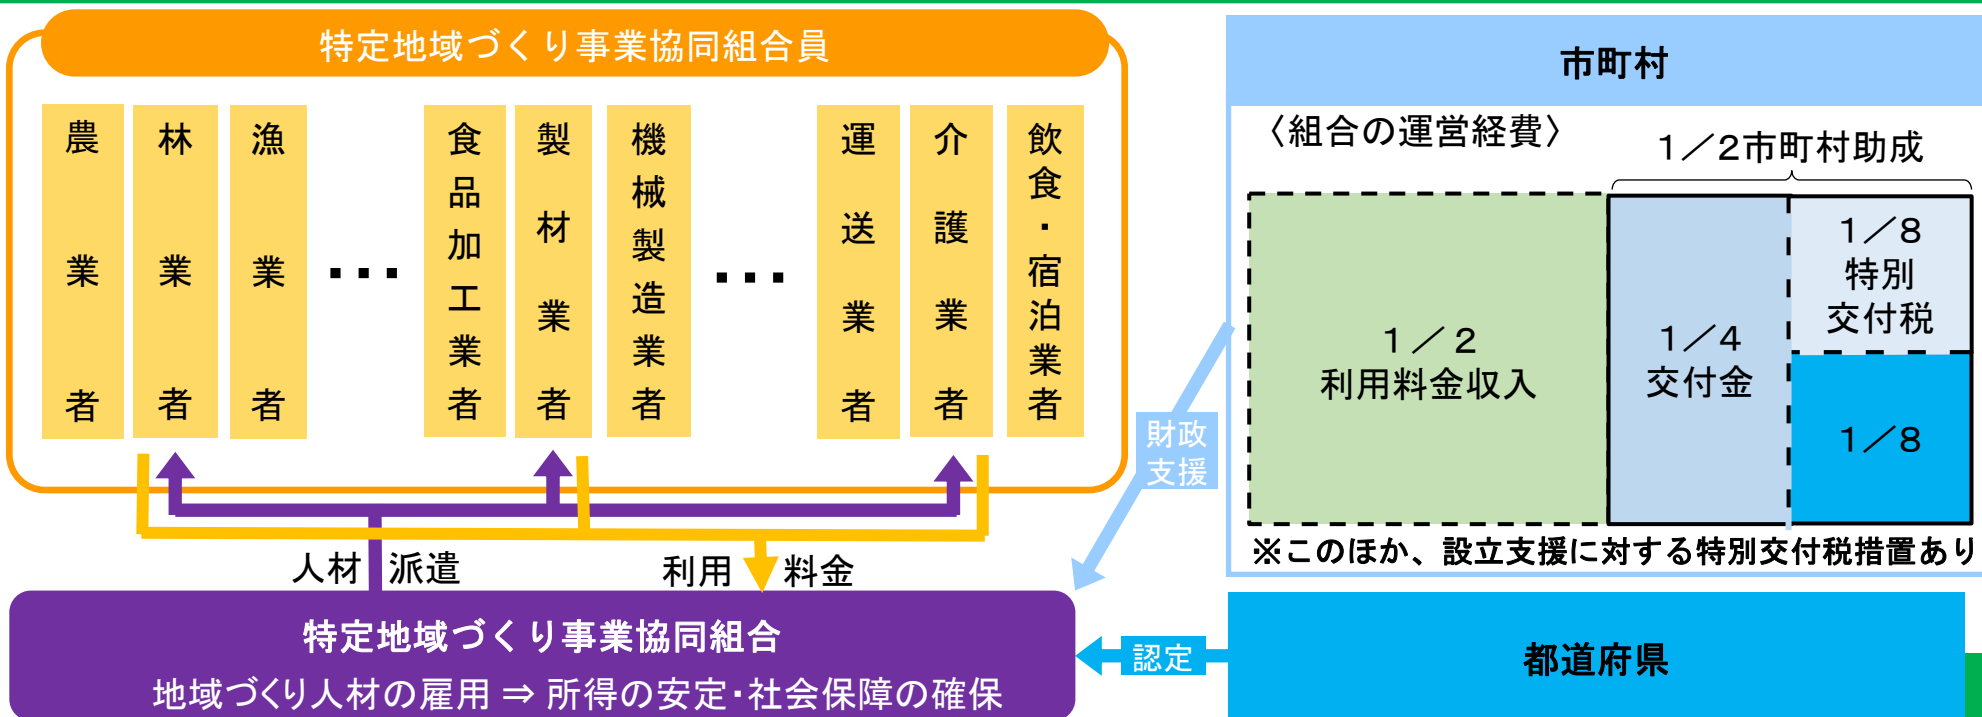 特定地域づくり事業協同組合員
農業者
林業者
漁業者
・・・
食品加工業者
製材業者
機械製造業者
・・・
運送業者
介護業者
飲食・宿泊業者
人材派遣
利用料金
特定地域づくり事業協同組合
地域づくり人材の雇用 ⇒ 所得の安定・社会保障の確保
市町村
〈組合の運営経費〉
1/2市町村助成
1/2
利用料金収入
1/4
交付金
1/8
特別
交付税
1/8
※このほか、設立支援に対する特別交付税措置あり
財政
支援
認定
都道府県